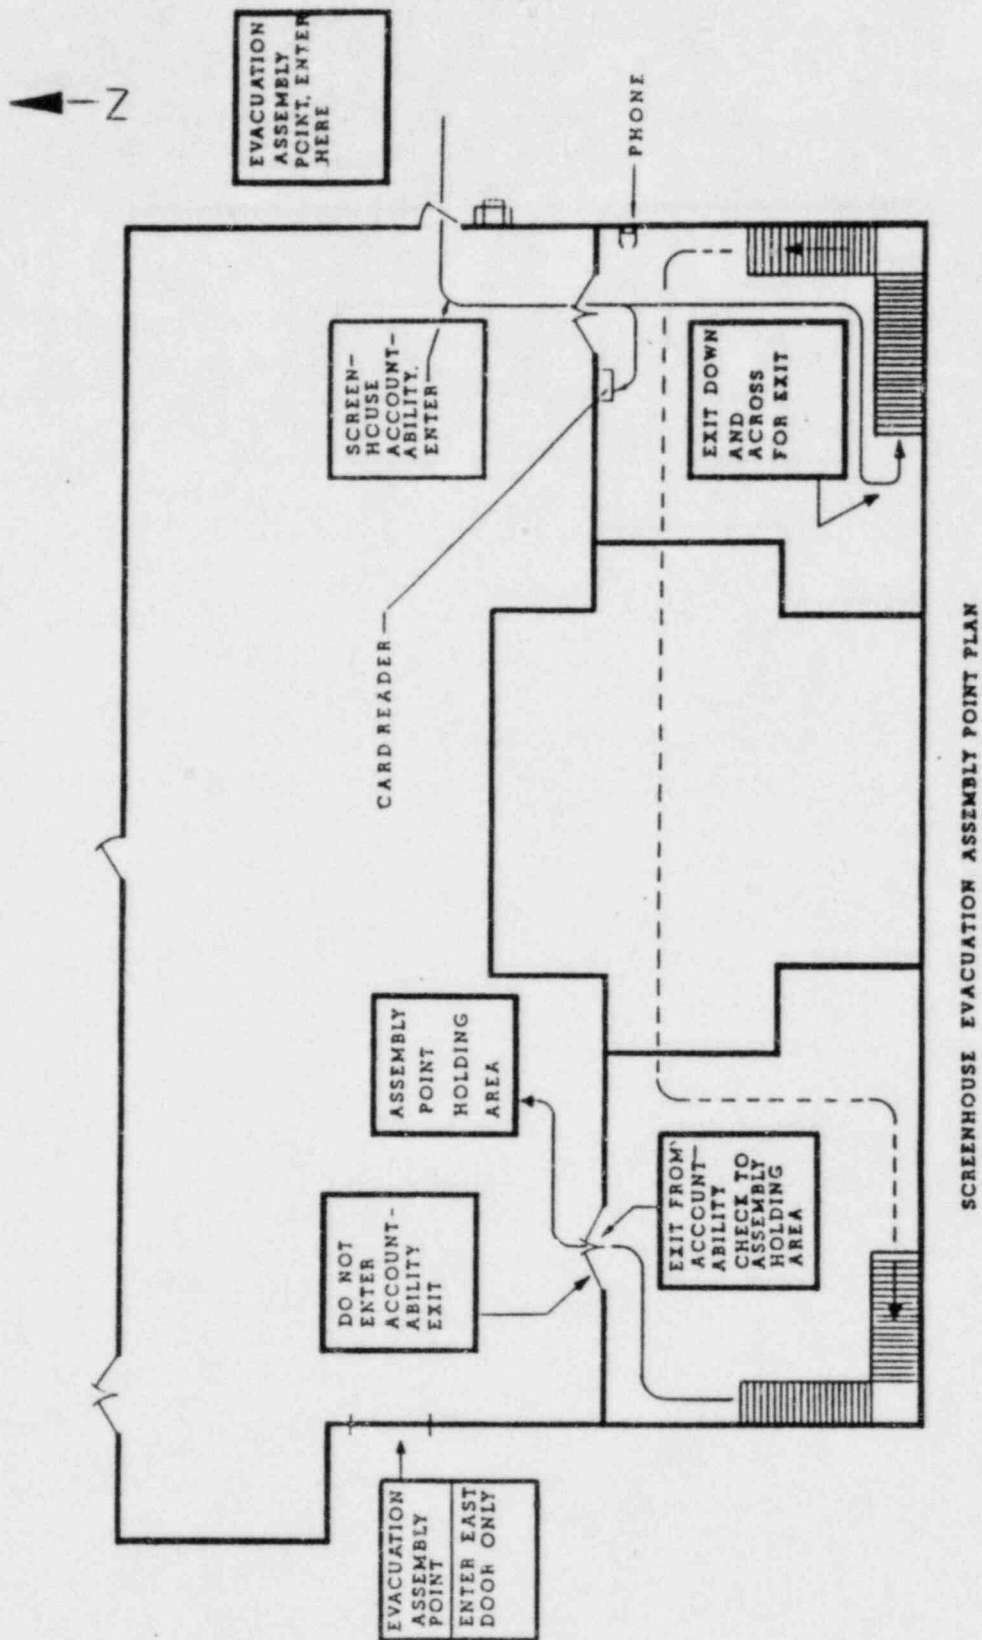 N
EVACUATION
ASSEMBLY
POINT, ENTER
HERE
SCREEN-
HOUSE
ACCOUNT-
ABILITY.
ENTER
PHONE
CARD READER
EXIT DOWN
AND
ACROSS
FOR EXIT
ASSEMBLY
POINT
HOLDING
AREA
DO NOT
ENTER
ACCOUNT-
ABILITY
EXIT
EXIT FROM
ACCOUNT-
ABILITY
CHECK TO
ASSEMBLY
HOLDING
AREA
EVACUATION
ASSEMBLY
POINT
ENTER EAST
DOOR ONLY
SCREENHOUSE EVACUATION ASSEMBLY POINT PLAN